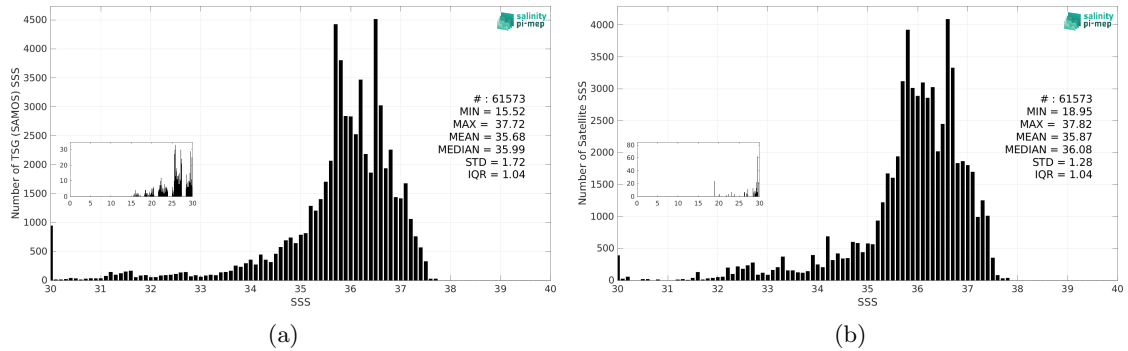 4500
4000
3500
3000
2500
2000
1500
1000
500
0
Number of TSG (SAMOS) SSS
30 31 32 33 34 35 36 37 38 39 40
SSS
30
20
10
0
0 5 10 15 20 25 30
salinity
pi-mep
# : 61573
MIN = 15.52
MAX = 37.72
MEAN = 35.68
MEDIAN = 35.99
STD = 1.72
IQR = 1.04
(a)
4000
3500
3000
2500
2000
1500
1000
500
0
Number of Satellite SSS
30 31 32 33 34 35 36 37 38 39 40
SSS
80
60
40
20
0
0 5 10 15 20 25 30
salinity
pi-mep
# : 61573
MIN = 18.95
MAX = 37.82
MEAN = 35.87
MEDIAN = 36.08
STD = 1.28
IQR = 1.04
(b)